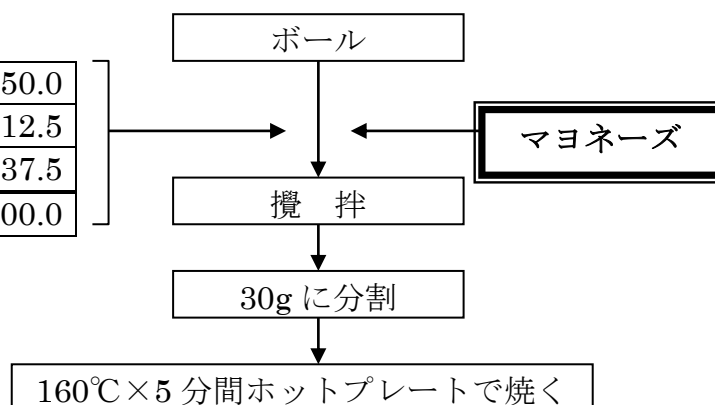 ボール
50.0
12.5
37.5
00.0
マヨネーズ
攪 拌
30g に分割
160℃×5 分間ホットプレートで焼く